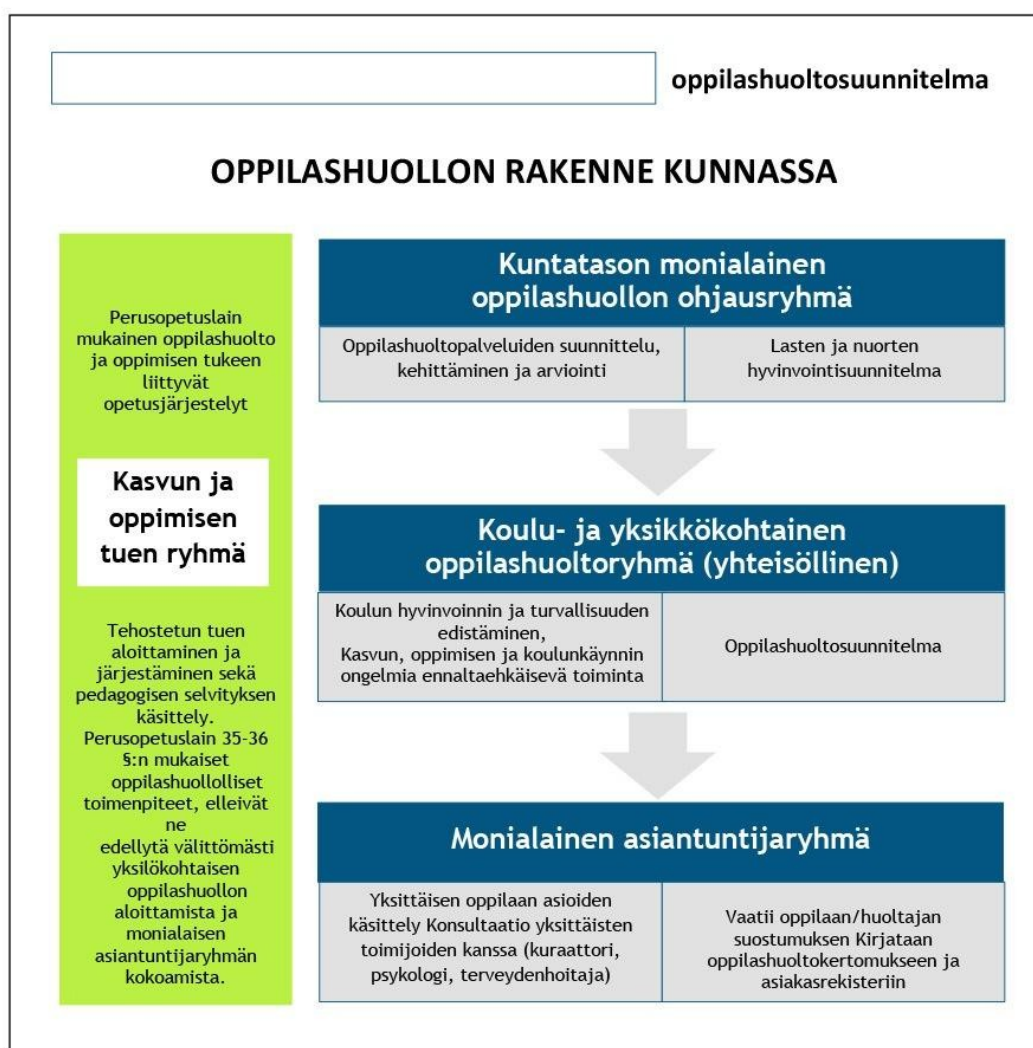 oppilashuoltosuunnitelma
OPPILASHUOLLON RAKENNE KUNNASSA
Perusopetuslain
mukainen oppilashuolto
ja oppimisen tukeen
liittyvät
opetusjärjestelyt
Kasvun ja
oppimisen
tuen ryhmä
Tehostetun tuen
aloittaminen ja
järjestäminen sekä
pedagogisen selvityksen
käsittely.
Perusopetuslain 35-36
§:n mukaiset
oppilashuollolliset
toimenpiteet, elleivät
ne
edellytä välittömästi
yksilökohtaisen
oppilashuollon
aloittamista ja
monialaisen
asiantuntijaryhmän
kokoamista.
Kuntatason monialainen
oppilashuollon ohjausryhmä
Oppilashuoltopalveluiden suunnittelu,
kehittäminen ja arviointi
Lasten ja nuorten
hyvinvointisuunnitelma
Koulu- ja yksikkökohtainen
oppilashuoltoryhmä (yhteisöllinen)
Koulun hyvinvoinnin ja turvallisuuden
edistäminen,
Kasvun, oppimisen ja koulunkäynnin
ongelmia ennaltaehkäisevä toiminta
Oppilashuoltosuunnitelma
Monialainen asiantuntijaryhmä
Yksittäisen oppilaan asioiden
käsittely Konsultaatio yksittäisten
toimijoiden kanssa (kuraattori,
psykologi, terveydenhoitaja)
Vaatii oppilaan/huoltajan
suostumuksen Kirjataan
oppilashuoltokertomukseen ja
asiakasrekisteriin